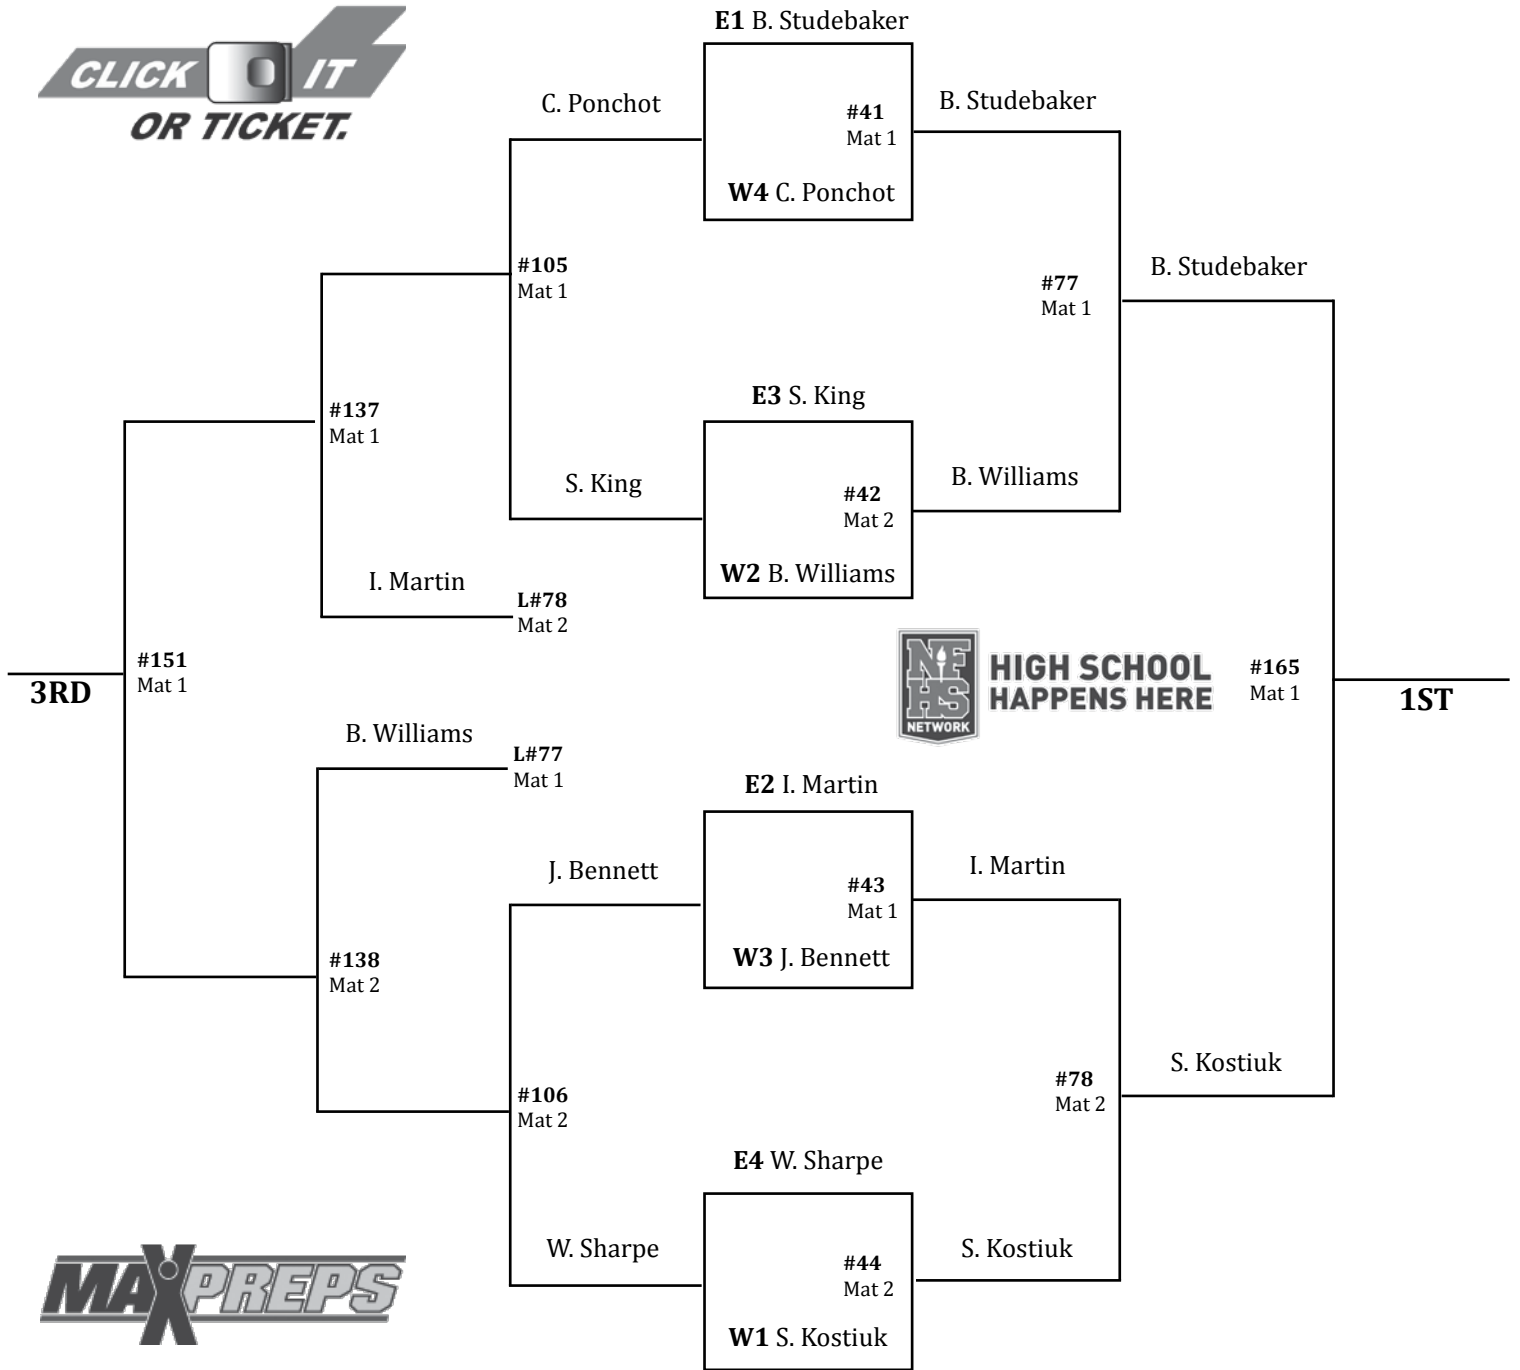 E1 B. Studebaker
CLICK IT
OR TICKET.
C. Ponchot
#41
Mat 1
B. Studebaker
W4 C. Ponchot
#105
Mat 1
#77
Mat 1
B. Studebaker
#137
Mat 1
E3 S. King
S. King
#42
Mat 2
B. Williams
W2 B. Williams
I. Martin
L#78
Mat 2
#151
Mat 1
3RD
NF
HS
NETWORK
HIGH SCHOOL
HAPPENS HERE
#165
Mat 1
1ST
B. Williams
L#77
Mat 1
E2 I. Martin
J. Bennett
#43
Mat 1
I. Martin
W3 J. Bennett
#138
Mat 2
#106
Mat 2
#78
Mat 2
S. Kostiuk
E4 W. Sharpe
W. Sharpe
#44
Mat 2
S. Kostiuk
W1 S. Kostiuk
MAXPREPS